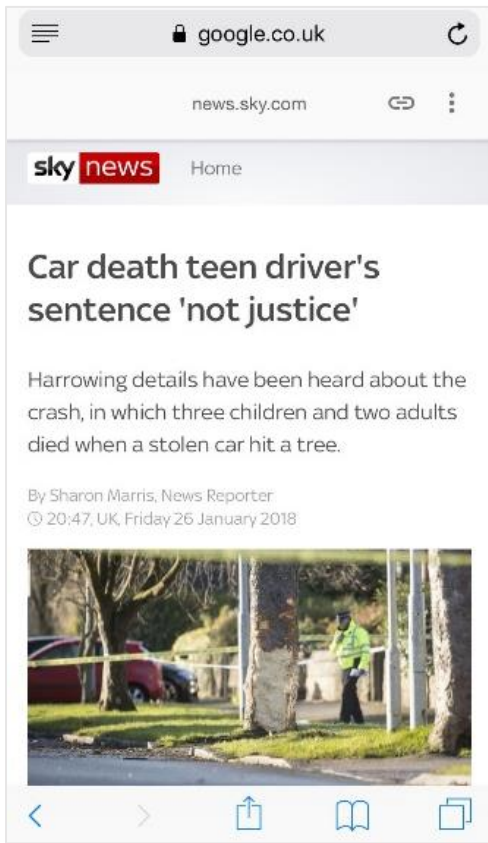 google.co.uk
news.sky.com
sky news Home
Car death teen driver's
sentence 'not justice'
Harrowing details have been heard about the
crash, in which three children and two adults
died when a stolen car hit a tree.
By Sharon Marris, News Reporter
20:47, UK, Friday 26 January 2018